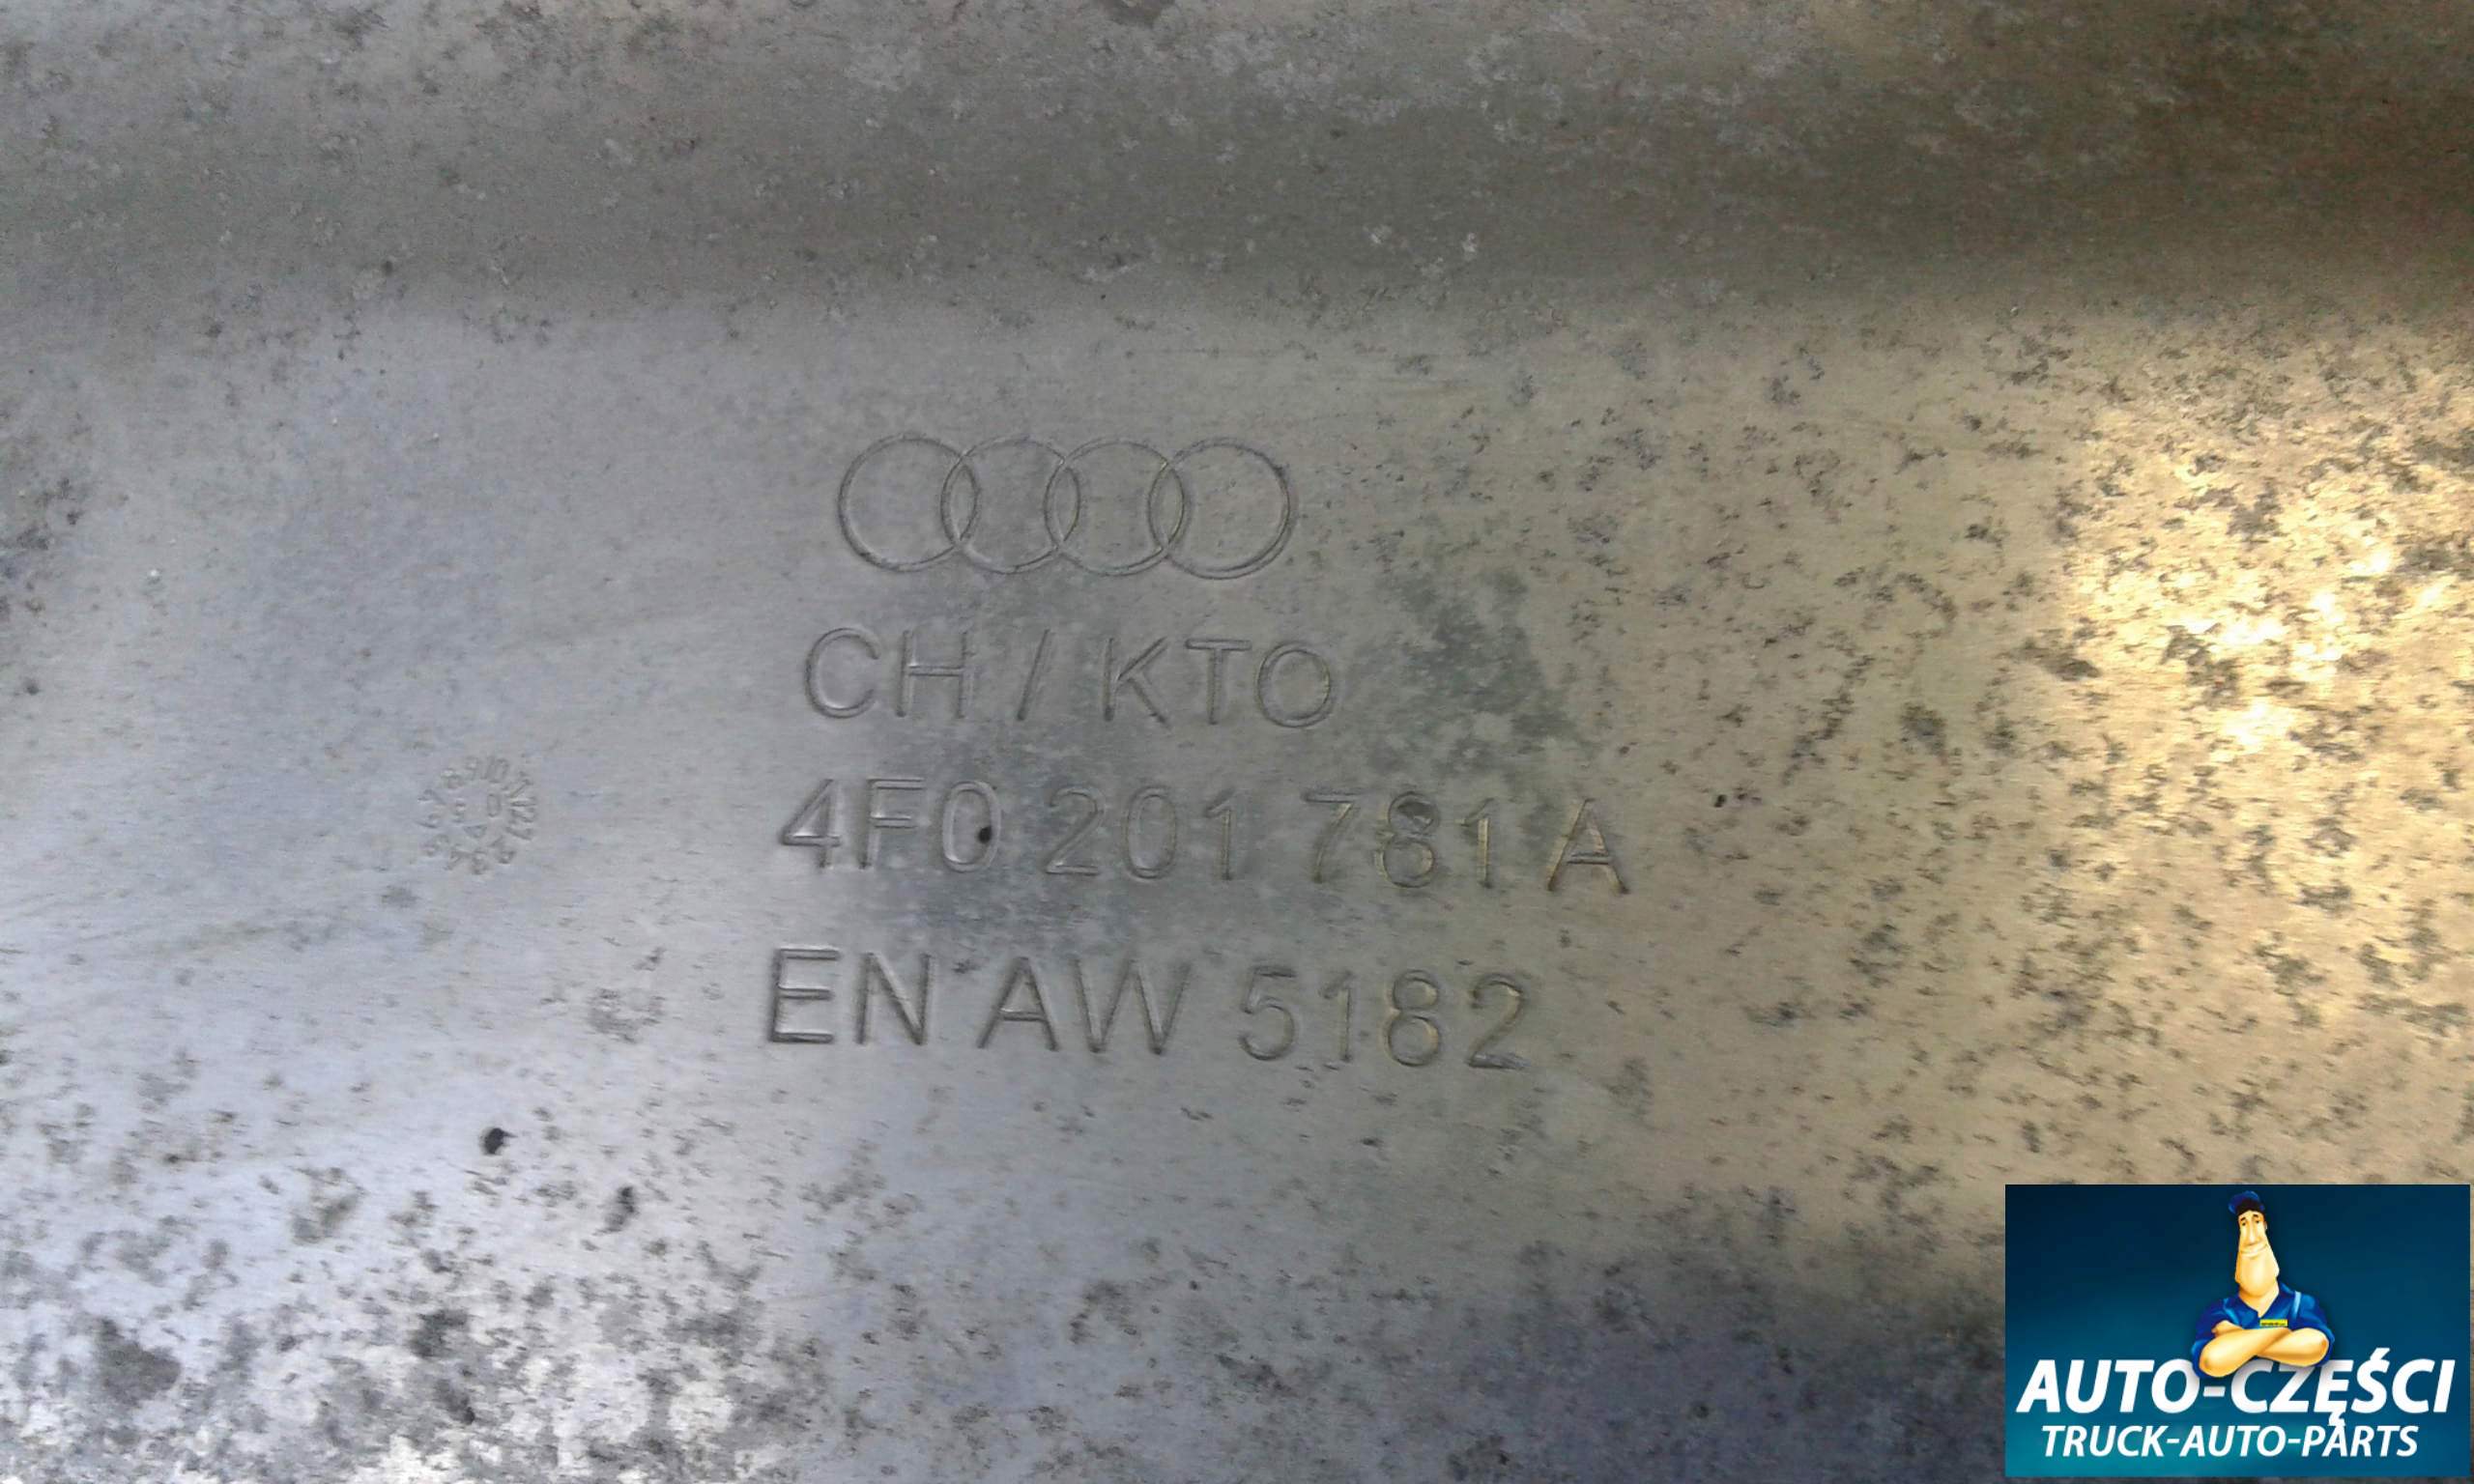 CH / KTO
4F0 201 781 A
EN AW 5182
AUTO-CZĘŚCI
TRUCK-AUTO-PARTS